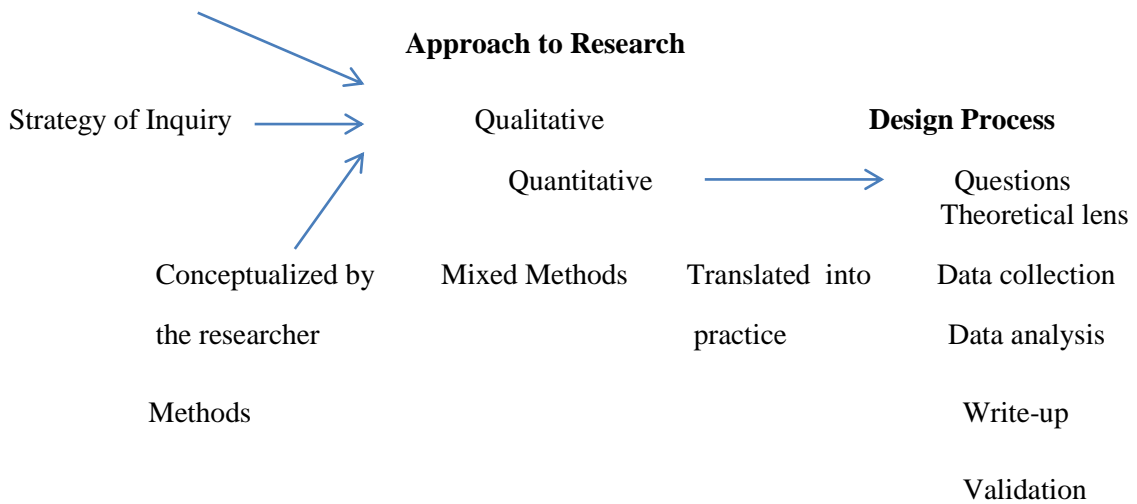 Approach to Research
Strategy of Inquiry Qualitative Design Process
Quantitative Questions
Theoretical lens
Conceptualized by Mixed Methods Translated into Data collection
the researcher practice Data analysis
Methods Write-up
Validation